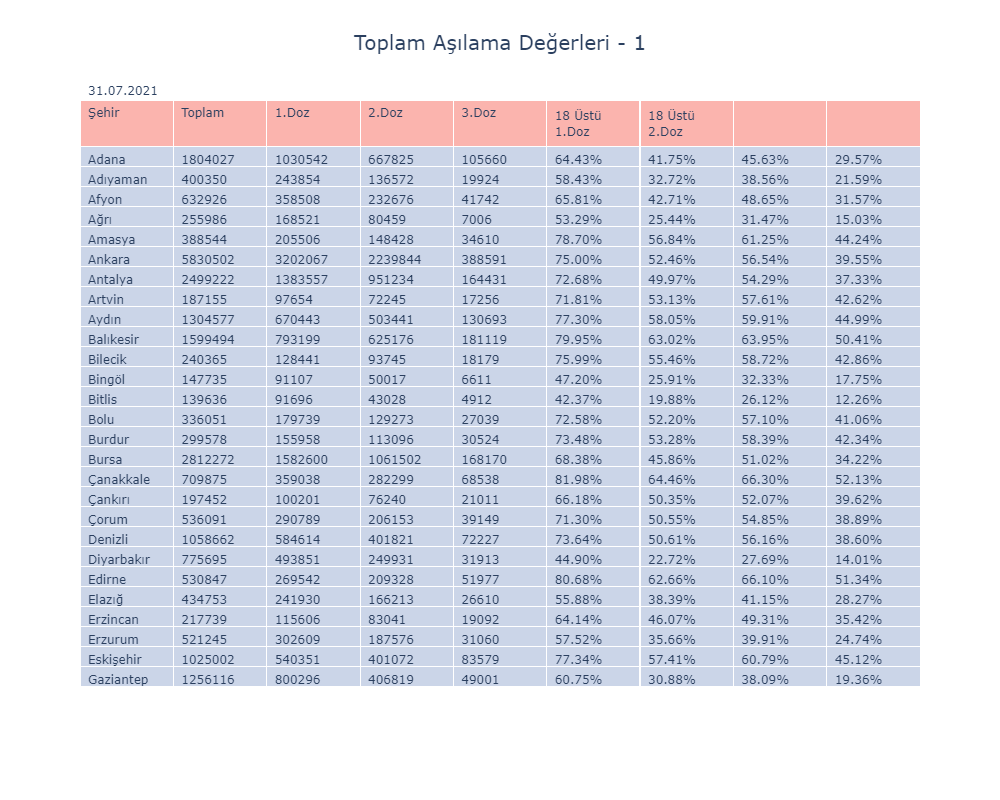 Toplam Aşılama Değerleri - 1
31.07.2021
Şehir Toplam 1.Doz 2.Doz 3.Doz 18 Üstü 1.Doz 18 Üstü 2.Doz
Adana 1804027 1030542 667825 105660 64.43% 41.75% 45.63% 29.57%
Adıyaman 400350 243854 136572 19924 58.43% 32.72% 38.56% 21.59%
Afyon 632926 358508 232676 41742 65.81% 42.71% 48.65% 31.57%
Ağrı 255986 168521 80459 7006 53.29% 25.44% 31.47% 15.03%
Amasya 388544 205506 148428 34610 78.70% 56.84% 61.25% 44.24%
Ankara 5830502 3202067 2239844 388591 75.00% 52.46% 56.54% 39.55%
Antalya 2499222 1383557 951234 164431 72.68% 49.97% 54.29% 37.33%
Artvin 187155 97654 72245 17256 71.81% 53.13% 57.61% 42.62%
Aydın 1304577 670443 503441 130693 77.30% 58.05% 59.91% 44.99%
Balıkesir 1599494 793199 625176 181119 79.95% 63.02% 63.95% 50.41%
Bilecik 240365 128441 93745 18179 75.99% 55.46% 58.72% 42.86%
Bingöl 147735 91107 50017 6611 47.20% 25.91% 32.33% 17.75%
Bitlis 139636 91696 43028 4912 42.37% 19.88% 26.12% 12.26%
Bolu 336051 179739 129273 27039 72.58% 52.20% 57.10% 41.06%
Burdur 299578 155958 113096 30524 73.48% 53.28% 58.39% 42.34%
Bursa 2812272 1582600 1061502 168170 68.38% 45.86% 51.02% 34.22%
Çanakkale 709875 359038 282299 68538 81.98% 64.46% 66.30% 52.13%
Çankırı 197452 100201 76240 21011 66.18% 50.35% 52.07% 39.62%
Çorum 536091 290789 206153 39149 71.30% 50.55% 54.85% 38.89%
Denizli 1058662 584614 401821 72227 73.64% 50.61% 56.16% 38.60%
Diyarbakır 775695 493851 249931 31913 44.90% 22.72% 27.69% 14.01%
Edirne 530847 269542 209328 51977 80.68% 62.66% 66.10% 51.34%
Elazığ 434753 241930 166213 26610 55.88% 38.39% 41.15% 28.27%
Erzincan 217739 115606 83041 19092 64.14% 46.07% 49.31% 35.42%
Erzurum 521245 302609 187576 31060 57.52% 35.66% 39.91% 24.74%
Eskişehir 1025002 540351 401072 83579 77.34% 57.41% 60.79% 45.12%
Gaziantep 1256116 800296 406819 49001 60.75% 30.88% 38.09% 19.36%